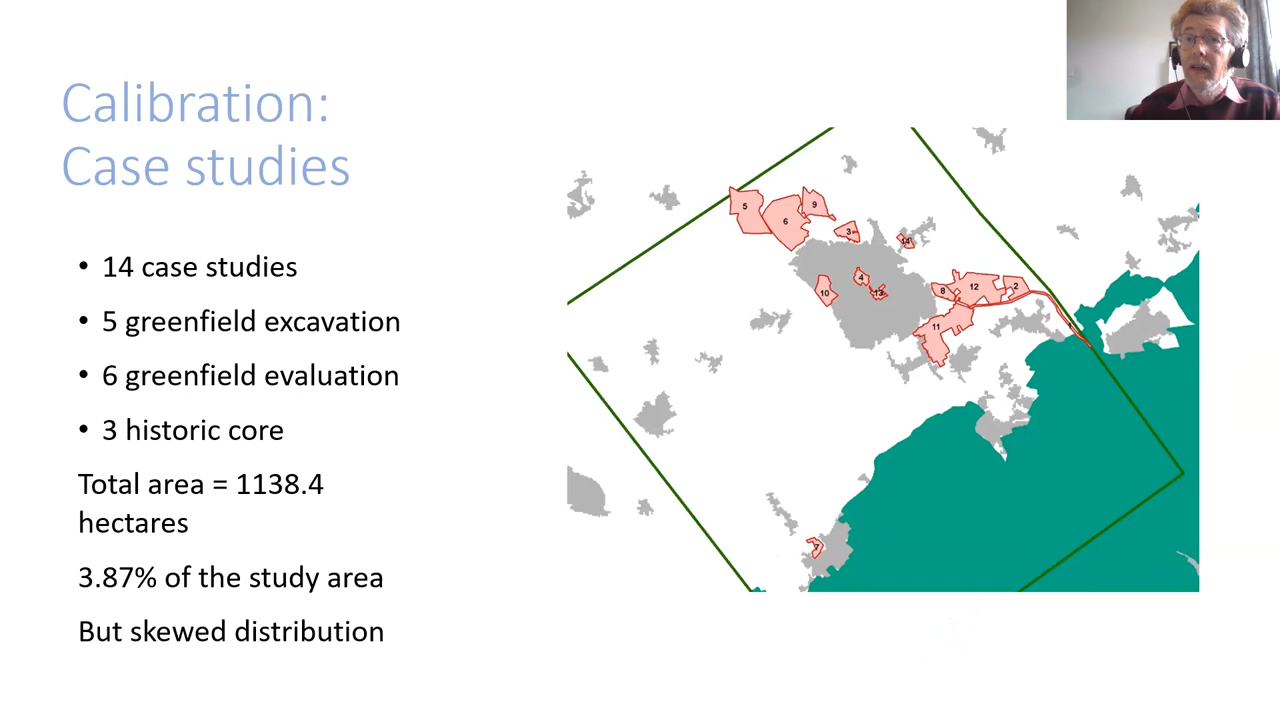 Calibration:
Case studies
• 14 case studies
• 5 greenfield excavation
• 6 greenfield evaluation
• 3 historic core
Total area = 1138.4
hectares
3.87% of the study area
But skewed distribution
5
6
9
3
14
4
10
13
8
12
2
11
1
7